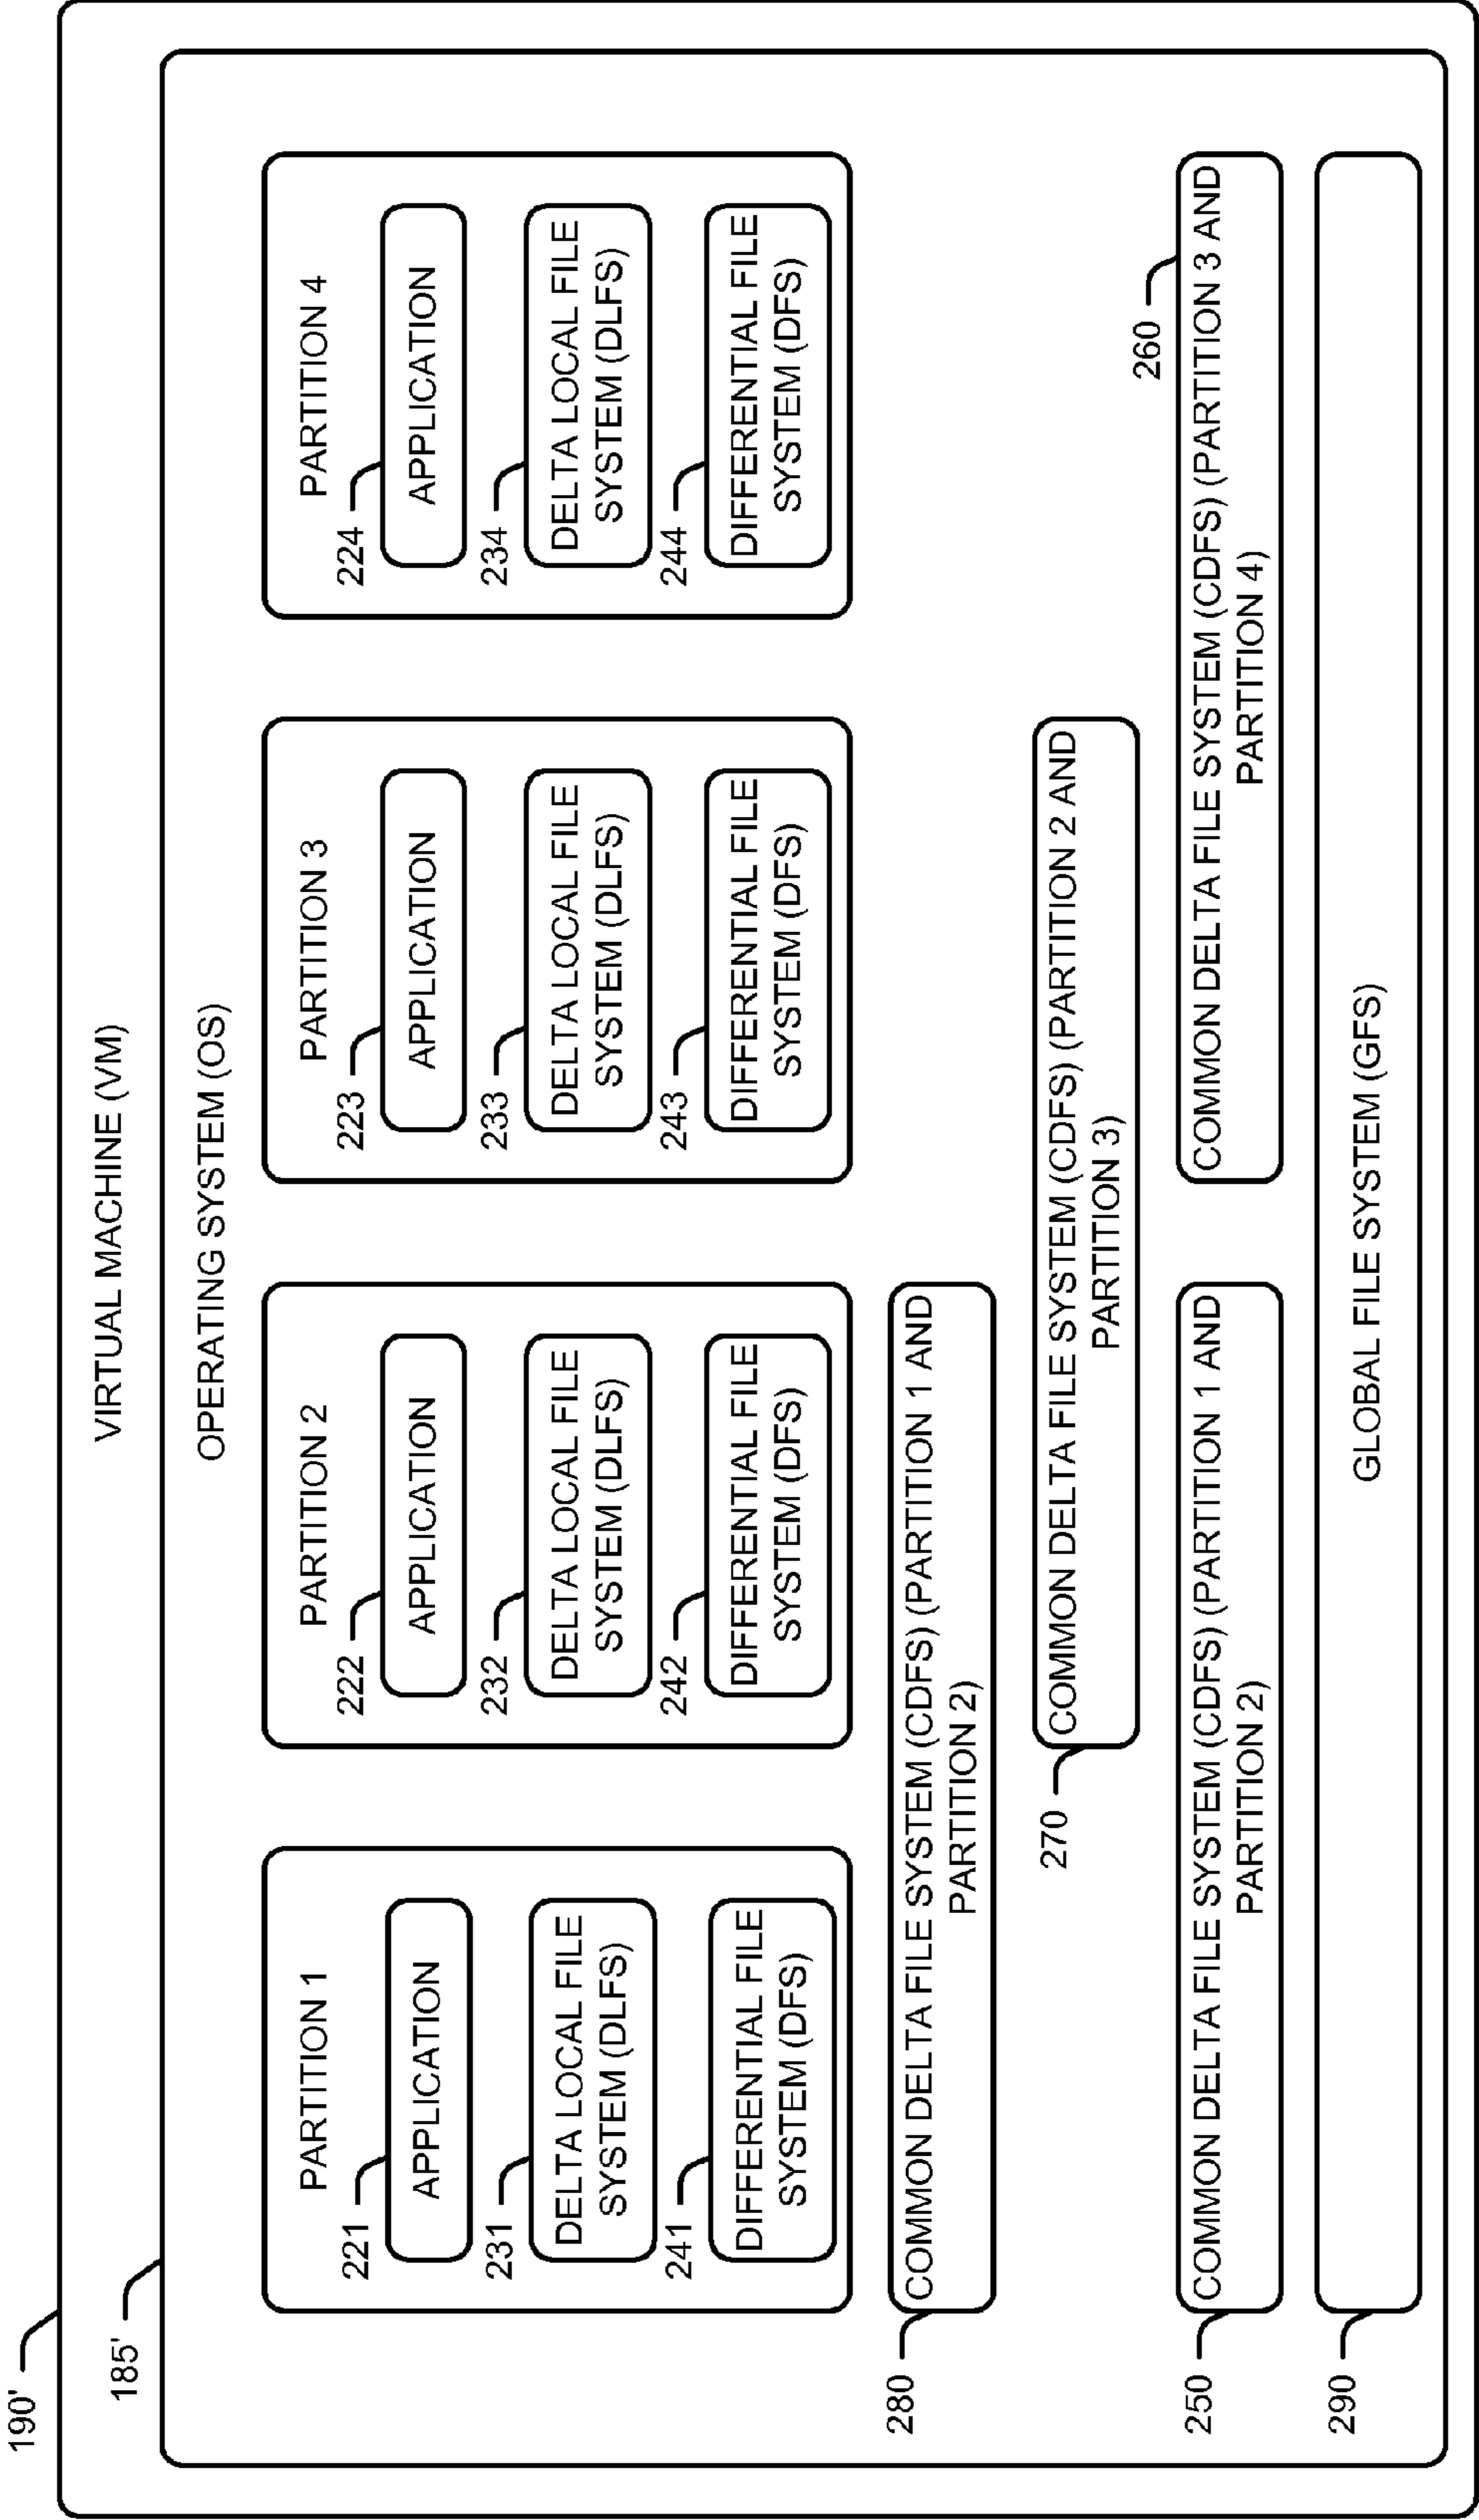 190'
185'
VIRTUAL MACHINE (VM)
OPERATING SYSTEM (OS)
PARTITION 1
221
APPLICATION
231
DELTA LOCAL FILE
SYSTEM (DLFS)
241
DIFFERENTIAL FILE
SYSTEM (DFS)
PARTITION 2
222
APPLICATION
232
DELTA LOCAL FILE
SYSTEM (DLFS)
242
DIFFERENTIAL FILE
SYSTEM (DFS)
PARTITION 3
223
APPLICATION
233
DELTA LOCAL FILE
SYSTEM (DLFS)
243
DIFFERENTIAL FILE
SYSTEM (DFS)
PARTITION 4
224
APPLICATION
234
DELTA LOCAL FILE
SYSTEM (DLFS)
244
DIFFERENTIAL FILE
SYSTEM (DFS)
280
COMMON DELTA FILE SYSTEM (CDFS) (PARTITION 1 AND
PARTITION 2)
270
COMMON DELTA FILE SYSTEM (CDFS) (PARTITION 2 AND
PARTITION 3)
250
COMMON DELTA FILE SYSTEM (CDFS) (PARTITION 1 AND
PARTITION 2)
260
COMMON DELTA FILE SYSTEM (CDFS) (PARTITION 3 AND
PARTITION 4)
290
GLOBAL FILE SYSTEM (GFS)